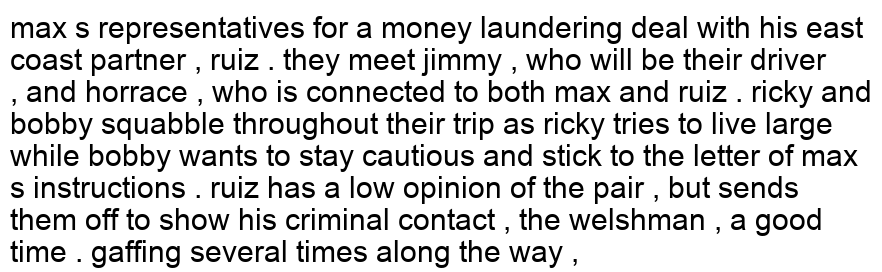 max s representatives for a money laundering deal with his east
coast partner , ruiz . they meet jimmy , who will be their driver
, and horrace , who is connected to both max and ruiz . ricky and
bobby squabble throughout their trip as ricky tries to live large
while bobby wants to stay cautious and stick to the letter of max
s instructions . ruiz has a low opinion of the pair , but sends
them off to show his criminal contact , the welshman , a good
time . gaffing several times along the way ,